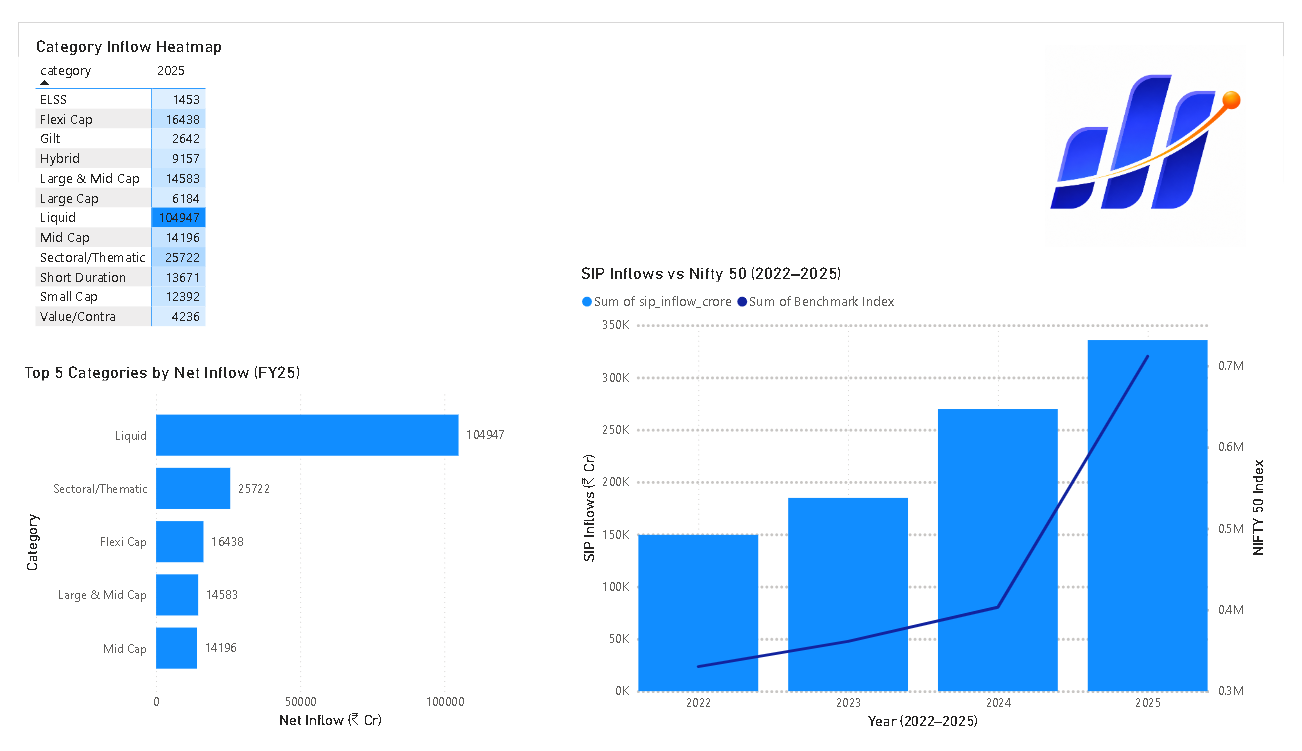 Category Inflow Heatmap
category 2025
ELSS 1453
Flexi Cap 16438
Gilt 2642
Hybrid 9157
Large & Mid Cap 14583
Large Cap 6184
Liquid 104947
Mid Cap 14196
Sectoral/Thematic 25722
Short Duration 13671
Small Cap 12392
Value/Contra 4236
Top 5 Categories by Net Inflow (FY25)
Category
Liquid 104947
Sectoral/Thematic 25722
Flexi Cap 16438
Large & Mid Cap 14583
Mid Cap 14196
0 50000 100000
Net Inflow (₹ Cr)
SIP Inflows vs Nifty 50 (2022–2025)
Sum of sip_inflow_crore Sum of Benchmark Index
SIP Inflows (₹ Cr)
350K
300K
250K
200K
150K
100K
50K
0K
0.7M
0.6M
0.5M
0.4M
0.3M
NIFTY 50 Index
2022 2023 2024 2025
Year (2022–2025)